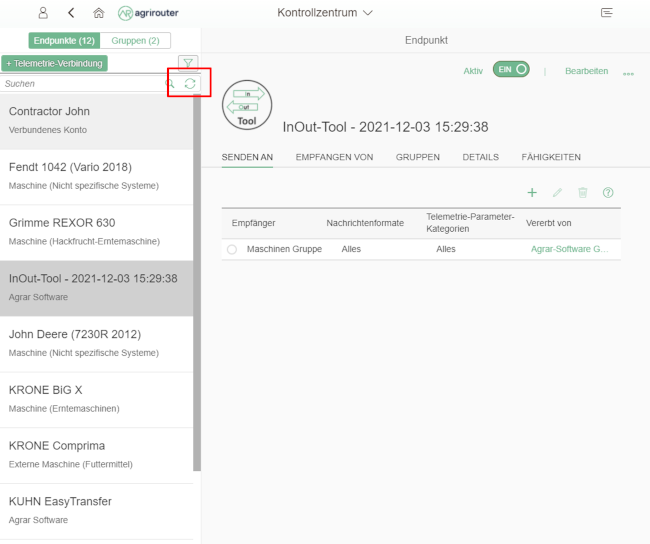 agrirouter
Kontrollzentrum
Endpunkte (12) Gruppen (2)
+ Telemetrie-Verbindung
Suchen
Contractor John
Verbundenes Konto
Fendt 1042 (Vario 2018)
Maschine (Nicht spezifische Systeme)
Grimme REXOR 630
Maschine (Hackfrucht-Erntemaschine)
InOut-Tool - 2021-12-03 15:29:38
Agrar Software
John Deere (7230R 2012)
Maschine (Nicht spezifische Systeme)
KRONE BiG X
Maschine (Erntemaschinen)
KRONE Comprima
Externe Maschine (Futtermittel)
KUHN EasyTransfer
Agrar Software
Endpunkt
Aktiv EIN | Bearbeiten
In
Out
Tool
InOut-Tool - 2021-12-03 15:29:38
SENDEN AN EMPFANGEN VON GRUPPEN DETAILS FÄHIGKEITEN
Empfänger Nachrichtenformate Telemetrie-Parameter-
Kategorien Vererbt von
Maschinen Gruppe Alles Alles Agrar-Software G...